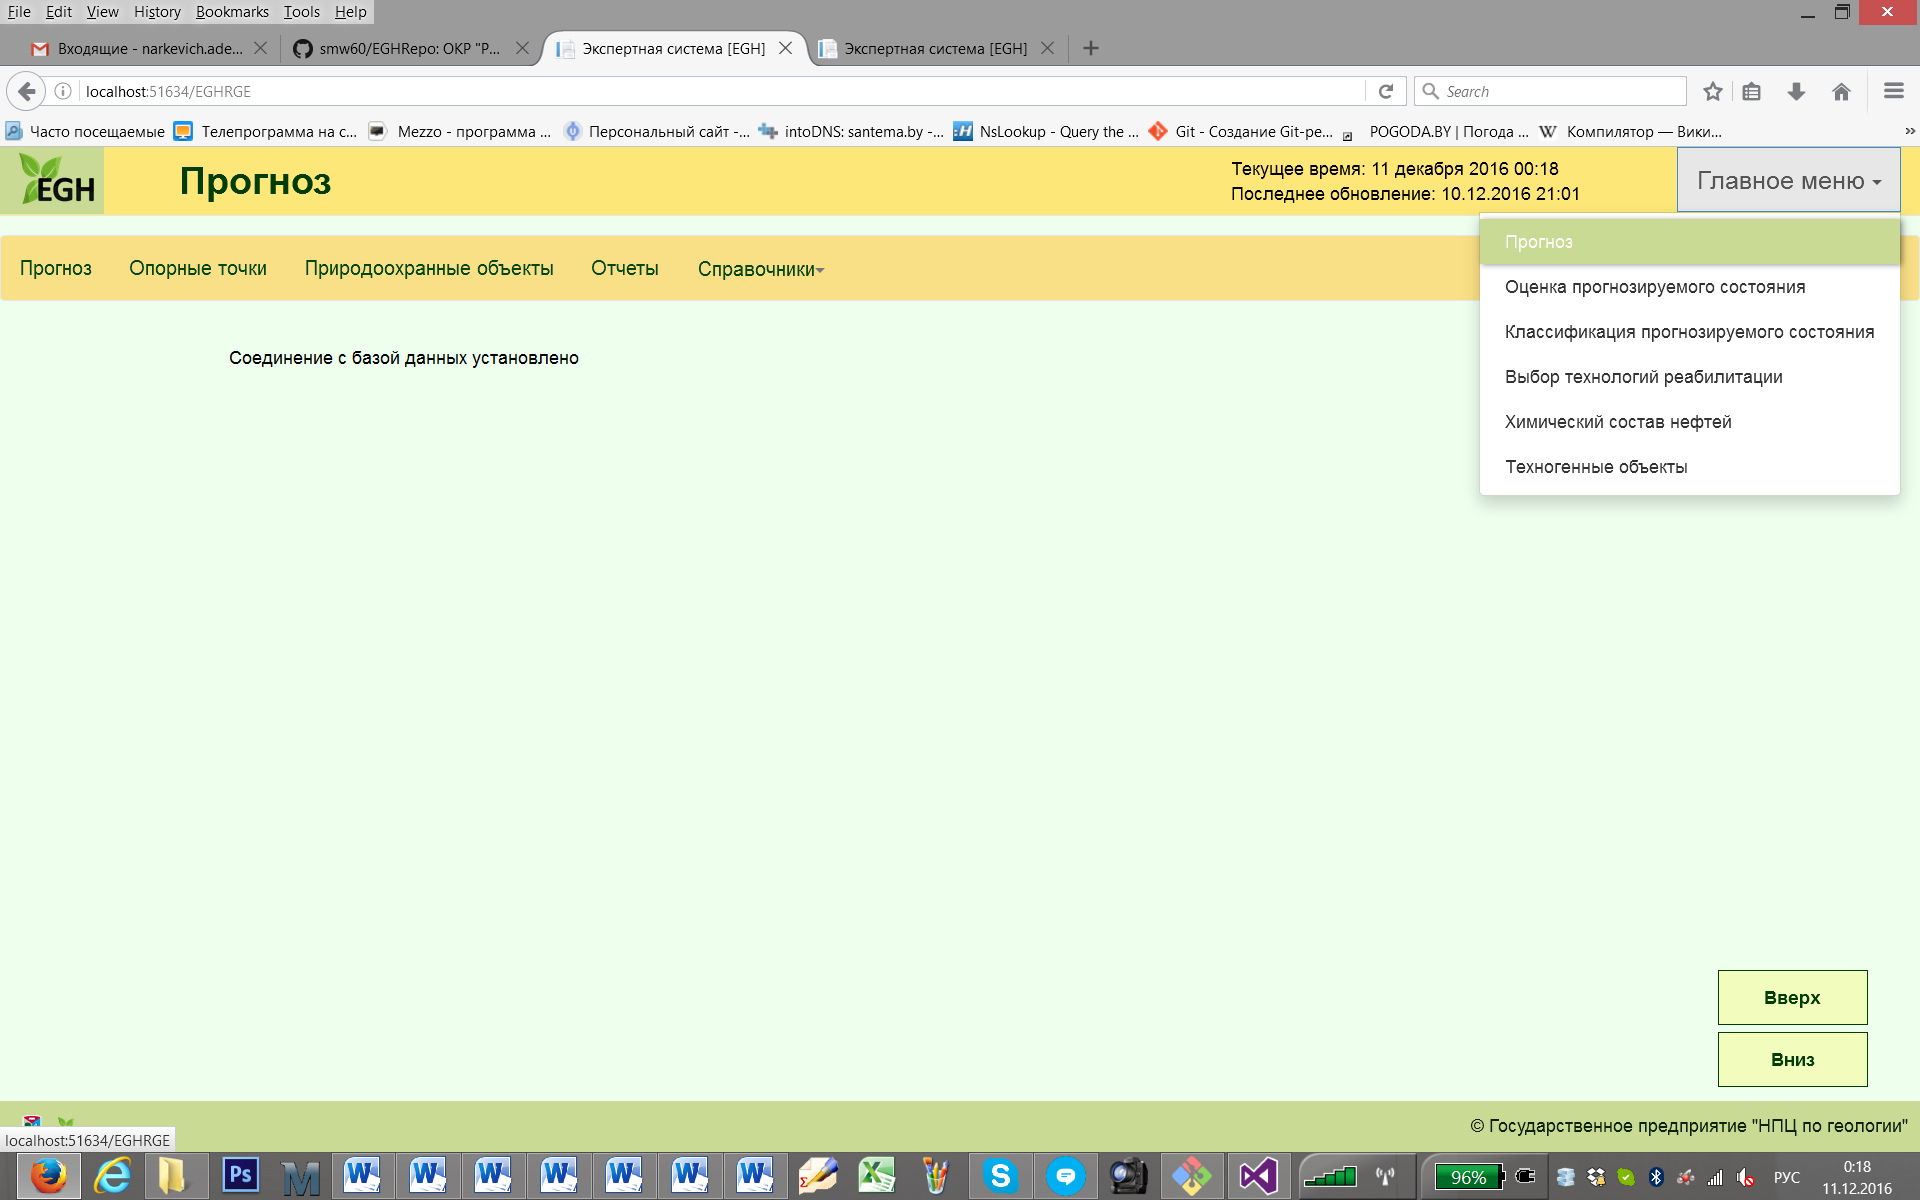 File Edit View History Bookmarks Tools Help
Входящие - narkevich.ade... smw60/EGHRepo: ОКР "Р... Экспертная система [EGH] Экспертная система [EGH]
localhost:51634/EGHRGE Search
Часто посещаемые Телепрограмма на с... Mezzo - программа ... Персональный сайт -... intoDNS: santema.by -... NsLookup - Query the ... Git - Создание Git-ре... POGODA.BY | Погода ... Компилятор — Вики...
EGH
Прогноз
Текущее время: 11 декабря 2016 00:18
Последнее обновление: 10.12.2016 21:01
Главное меню
Прогноз Опорные точки Природоохранные объекты Отчеты Справочники
Прогноз
Оценка прогнозируемого состояния
Классификация прогнозируемого состояния
Выбор технологий реабилитации
Химический состав нефтей
Техногенные объекты
Соединение с базой данных установлено
Вверх
Вниз
© Государственное предприятие "НПЦ по геологии"
localhost:51634/EGHRGE
96%
РУС
0:18
11.12.2016